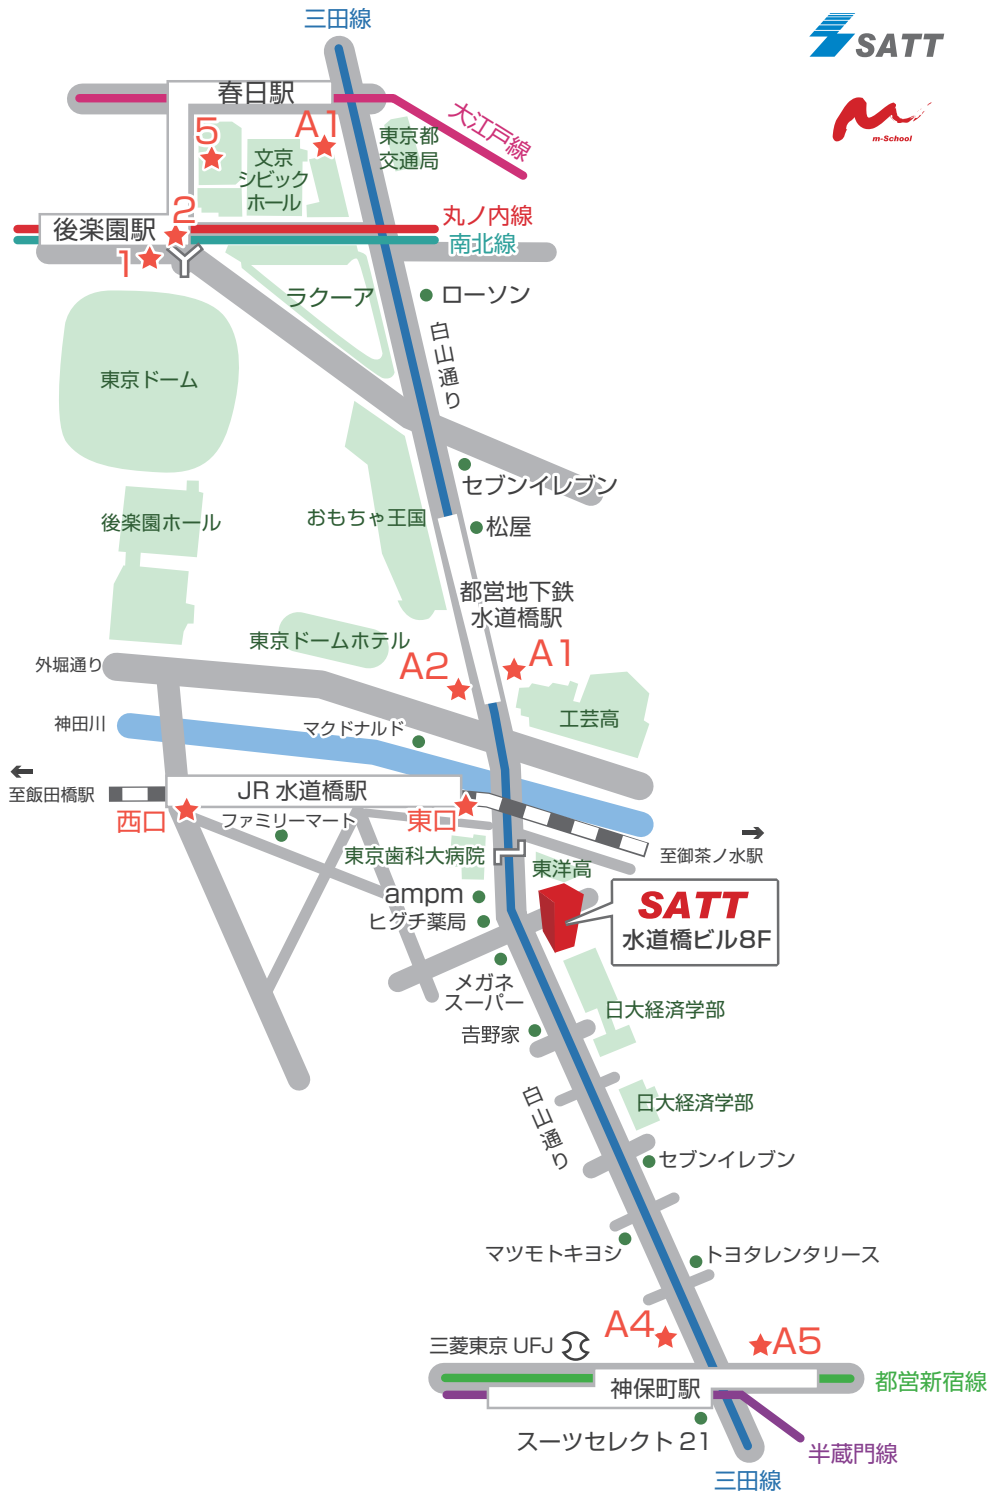 三田線
SATT
m-School
春日駅
大江戸線
5
A1
文京
シビック
ホール
東京都
交通局
後楽園駅
2
1
丸ノ内線
南北線
ラクーア
ローソン
白山通り
東京ドーム
セブンイレブン
後楽園ホール
おもちゃ王国
松屋
都営地下鉄
水道橋駅
東京ドームホテル
A2
A1
外堀通り
工芸高
神田川
マクドナルド
至飯田橋駅
JR 水道橋駅
西口
ファミリーマート
東口
至御茶ノ水駅
東京歯科大病院
東洋高
ampm
ヒグチ薬局
SATT
水道橋ビル8F
メガネ
スーパー
日大経済学部
吉野家
白山通り
日大経済学部
セブンイレブン
マツモトキヨシ
トヨタレンタリース
A4
A5
三菱東京 UFJ
神保町駅
都営新宿線
スーツセレクト 21
半蔵門線
三田線